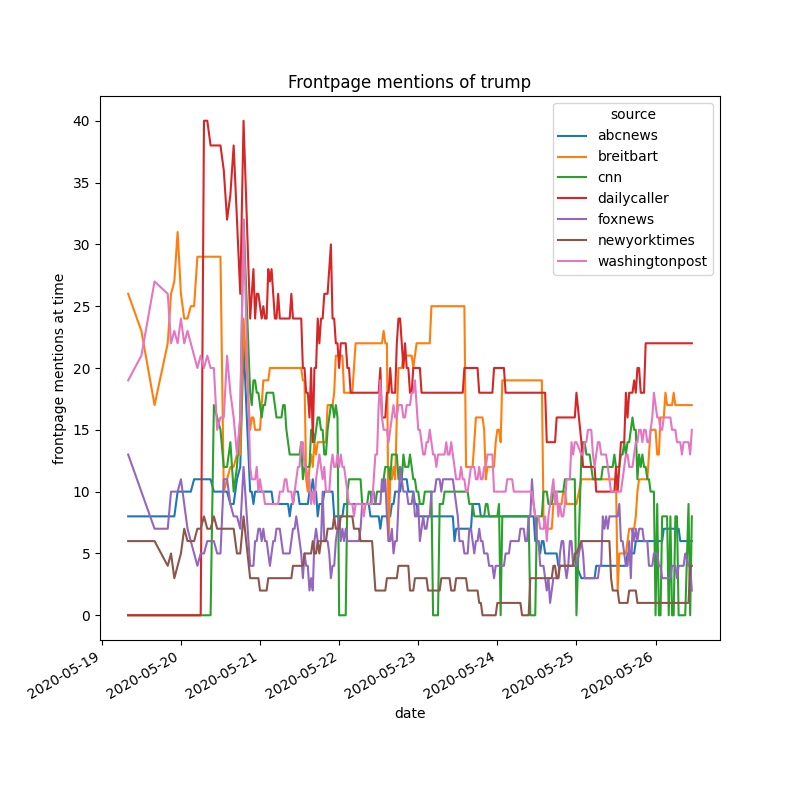 Frontpage mentions of trump
source
abcnews
breitbart
cnn
dailycaller
foxnews
newyorktimes
washingtonpost
40
35
30
25
20
15
10
5
0
frontpage mentions at time
2020-05-19
2020-05-20
2020-05-21
2020-05-22
2020-05-23
2020-05-24
2020-05-25
2020-05-26
date